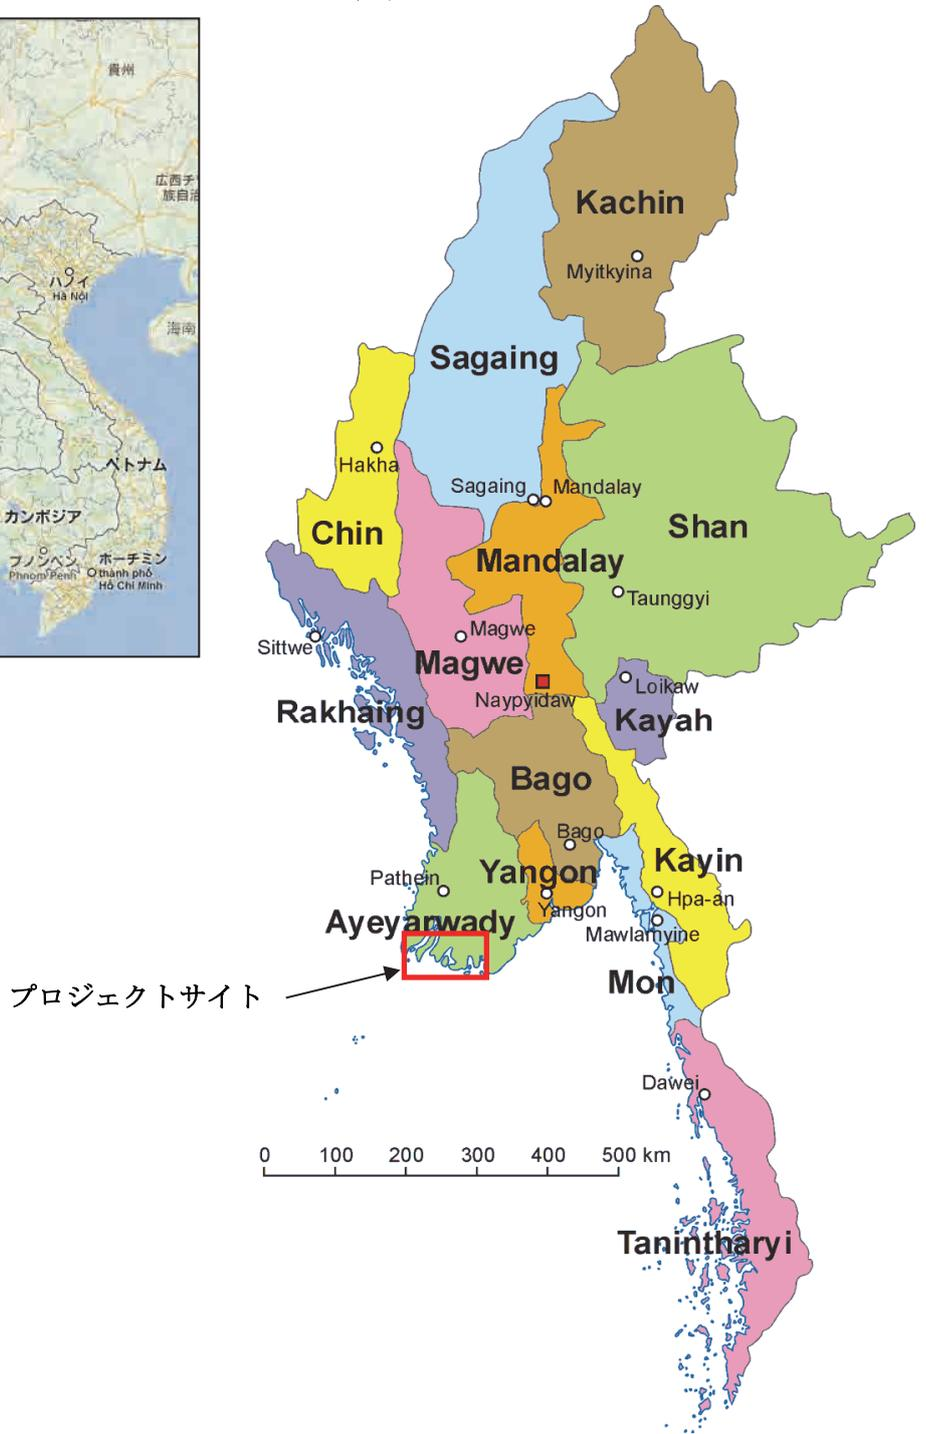 貴州
広西チ
族自治
ハノイ
Hà Nội
海南
ベトナム
カンボジア
プノンペン
Phnom Penh
ホーチミン
thành phố
Hồ Chí Minh
Kachin
Myitkyina
Sagaing
Hakha
Sagaing
Mandalay
Chin
Shan
Mandalay
Taunggyi
Sittwe
Magwe
Magwe
Loikaw
Naypyidaw
Rakhaing
Kayah
Bago
Bago
Kayin
Pathein
Yangon
Hpa-an
Yangon
Ayeyarwady
Mawlamyine
Mon
プロジェクトサイト
Dawei
0 100 200 300 400 500 km
Tanintharyi